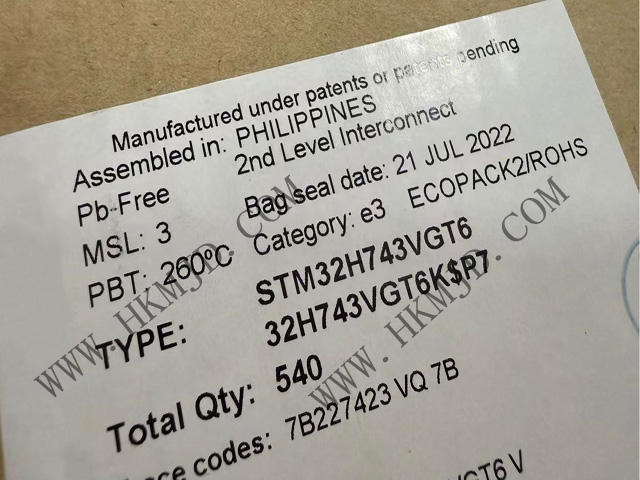 Manufactured under patents or patents pending
Assembled in: PHILIPPINES
Pb-Free 2nd Level Interconnect
MSL: 3 Bag seal date: 21 JUL 2022
PBT: 260ºC Category: e3 ECOPACK2/ROHS
TYPE: STM32H743VGT6
32H743VGT6K$P7
Total Qty: 540
codes: 7B227423 VQ 7B
WWW.HKMJD.COM
WWW.HKMJD.COM